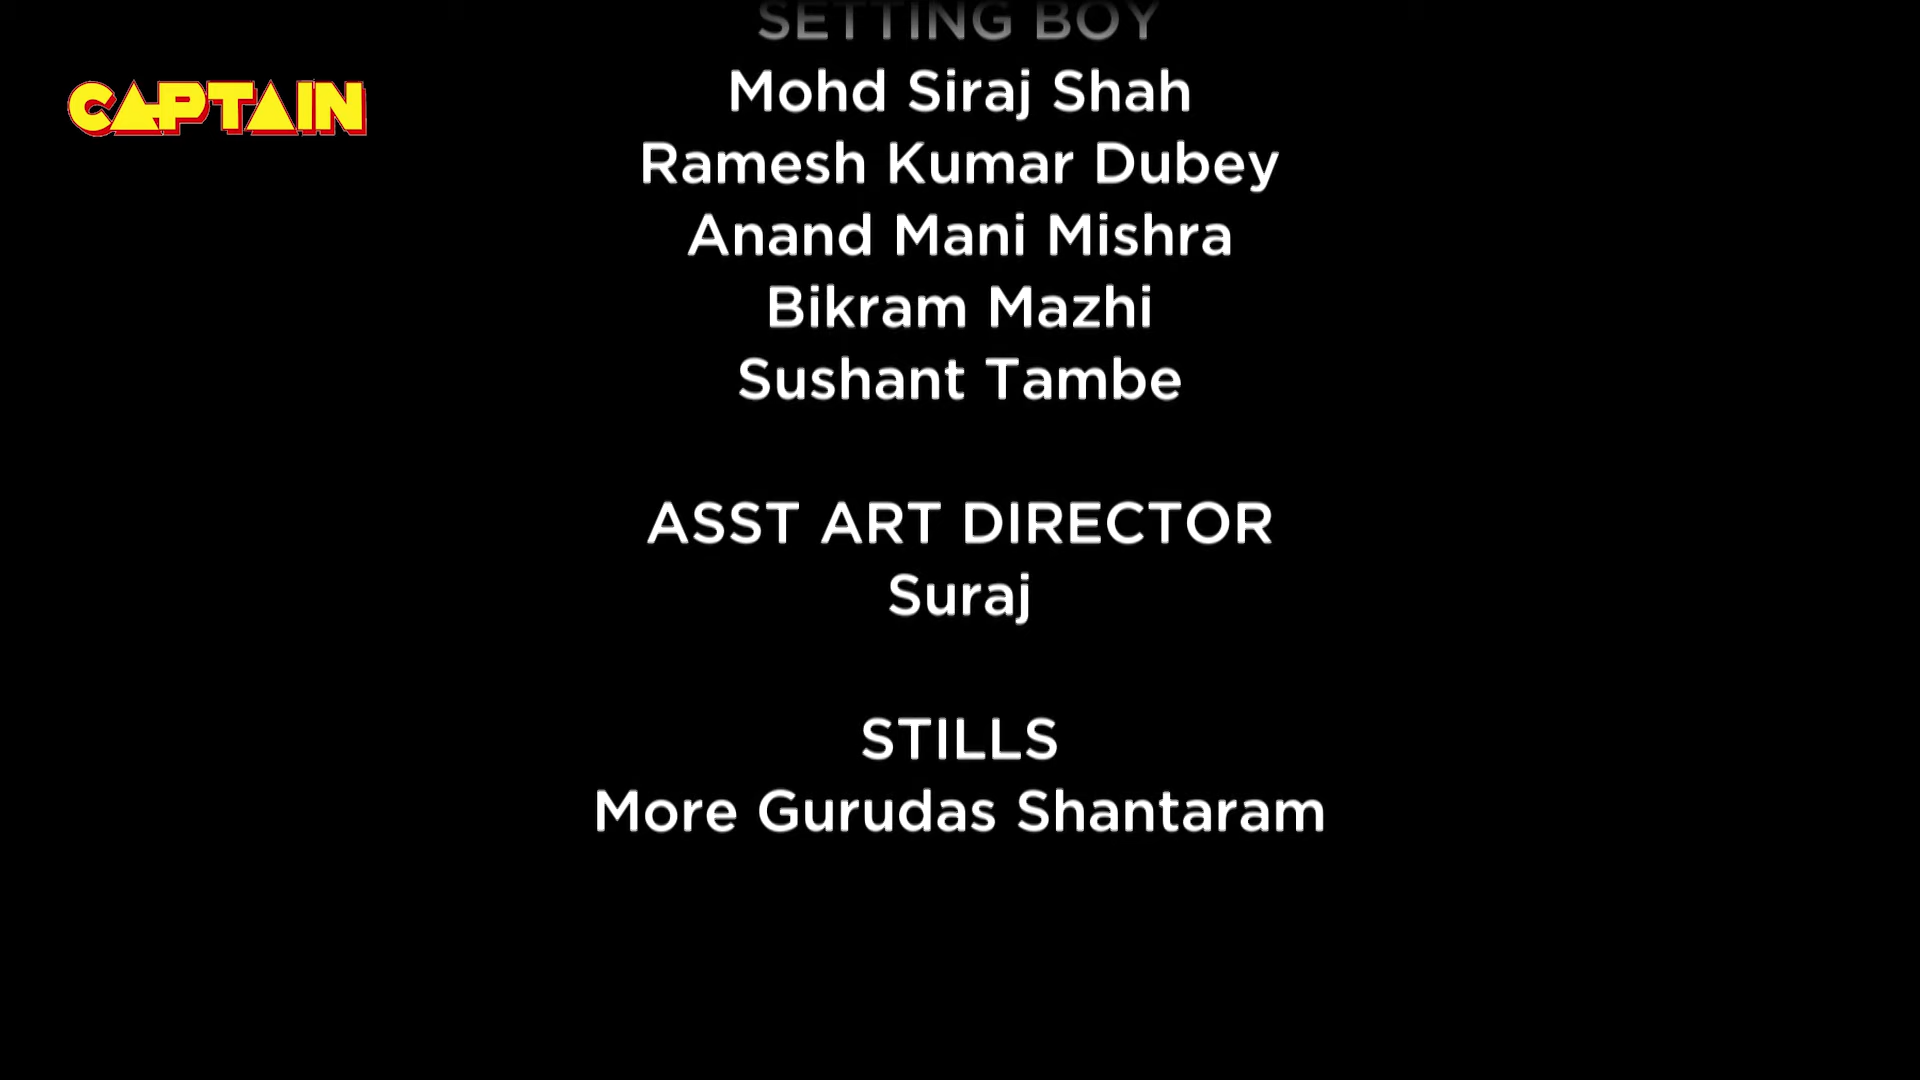 SETTING BOY
CAPTAIN
Mohd Siraj Shah
Ramesh Kumar Dubey
Anand Mani Mishra
Bikram Mazhi
Sushant Tambe
ASST ART DIRECTOR
Suraj
STILLS
More Gurudas Shantaram